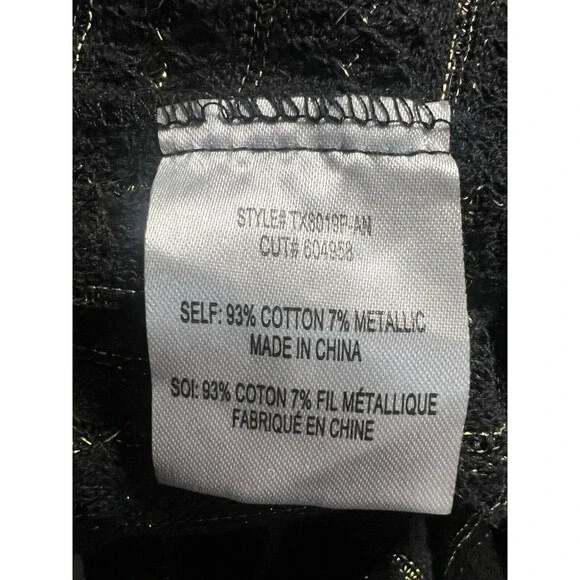 STYLE# TX8019P-AN
CUT# 604958
SELF: 93% COTTON 7% METALLIC
MADE IN CHINA
SOI: 93% COTON 7% FIL MÉTALLIQUE
FABRIQUÉ EN CHINE